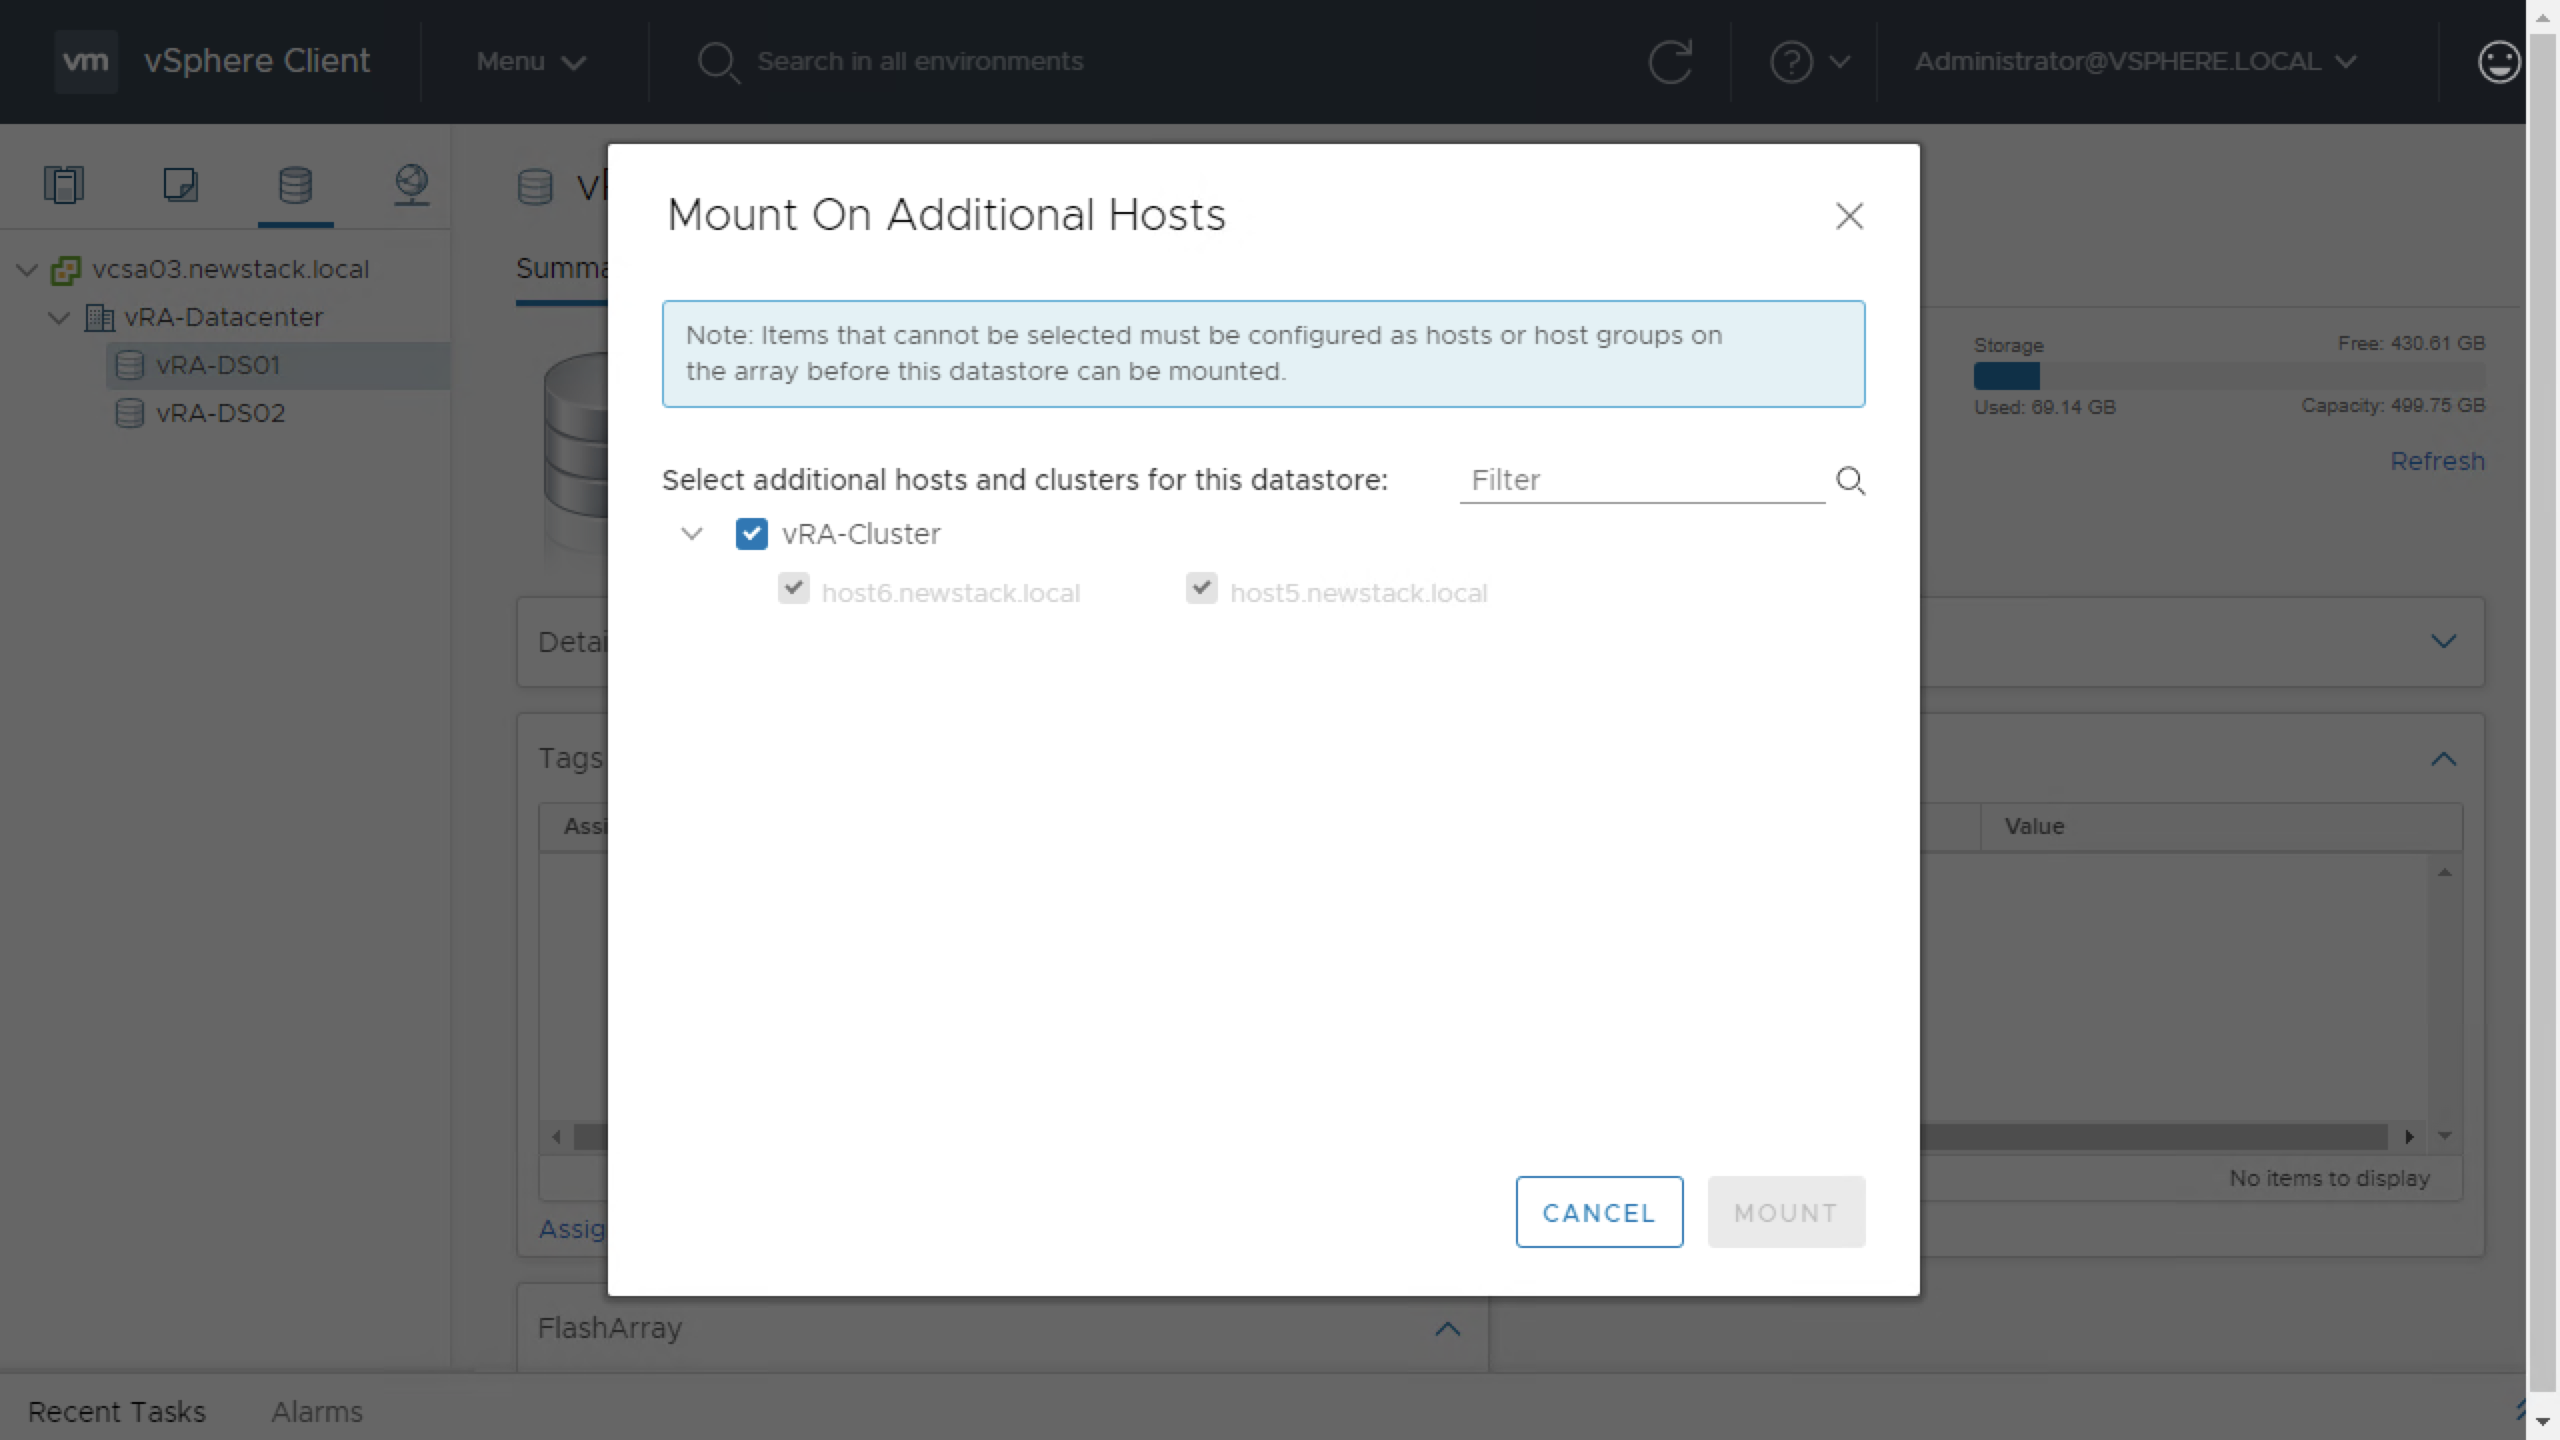 vm vSphere Client Menu Search in all environments Administrator@VSPHERE.LOCAL
vcsa03.newstack.local
vRA-Datacenter
vRA-DS01
vRA-DS02
Summa
Mount On Additional Hosts
Note: Items that cannot be selected must be configured as hosts or host groups on
the array before this datastore can be mounted.
Select additional hosts and clusters for this datastore: Filter
vRA-Cluster
host6.newstack.local host5.newstack.local
CANCEL MOUNT
Storage Free: 430.61 GB
Used: 69.14 GB Capacity: 499.75 GB
Refresh
Detai
Tags
Assi Value
No items to display
Assig
FlashArray
Recent Tasks Alarms